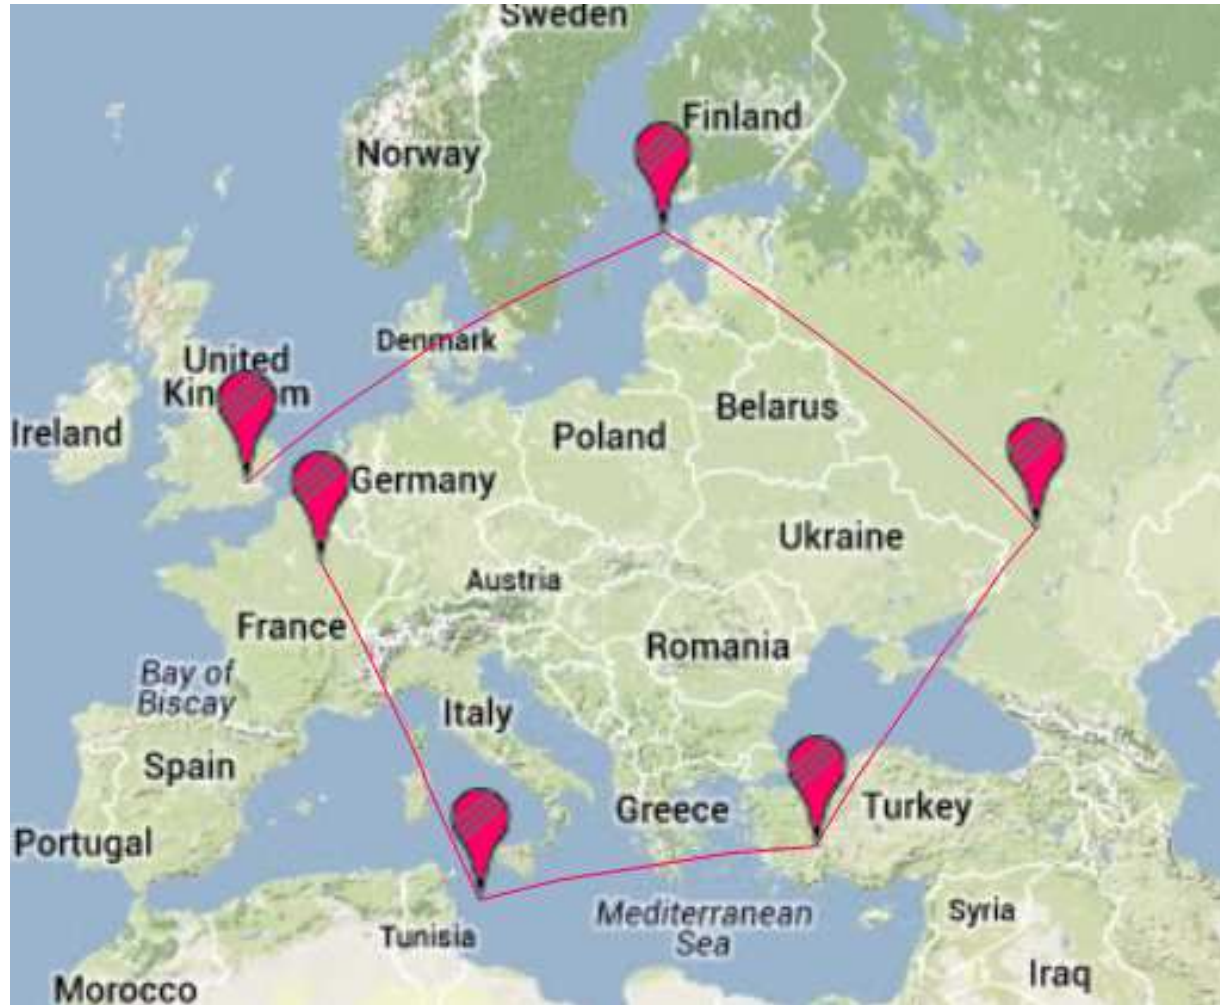 Sweden
Finland
Norway
Denmark
United
Kingdom
Ireland
Belarus
Poland
Germany
Ukraine
Austria
France
Romania
Bay of
Biscay
Italy
Spain
Greece
Turkey
Portugal
Mediterranean
Sea
Syria
Tunisia
Iraq
Morocco